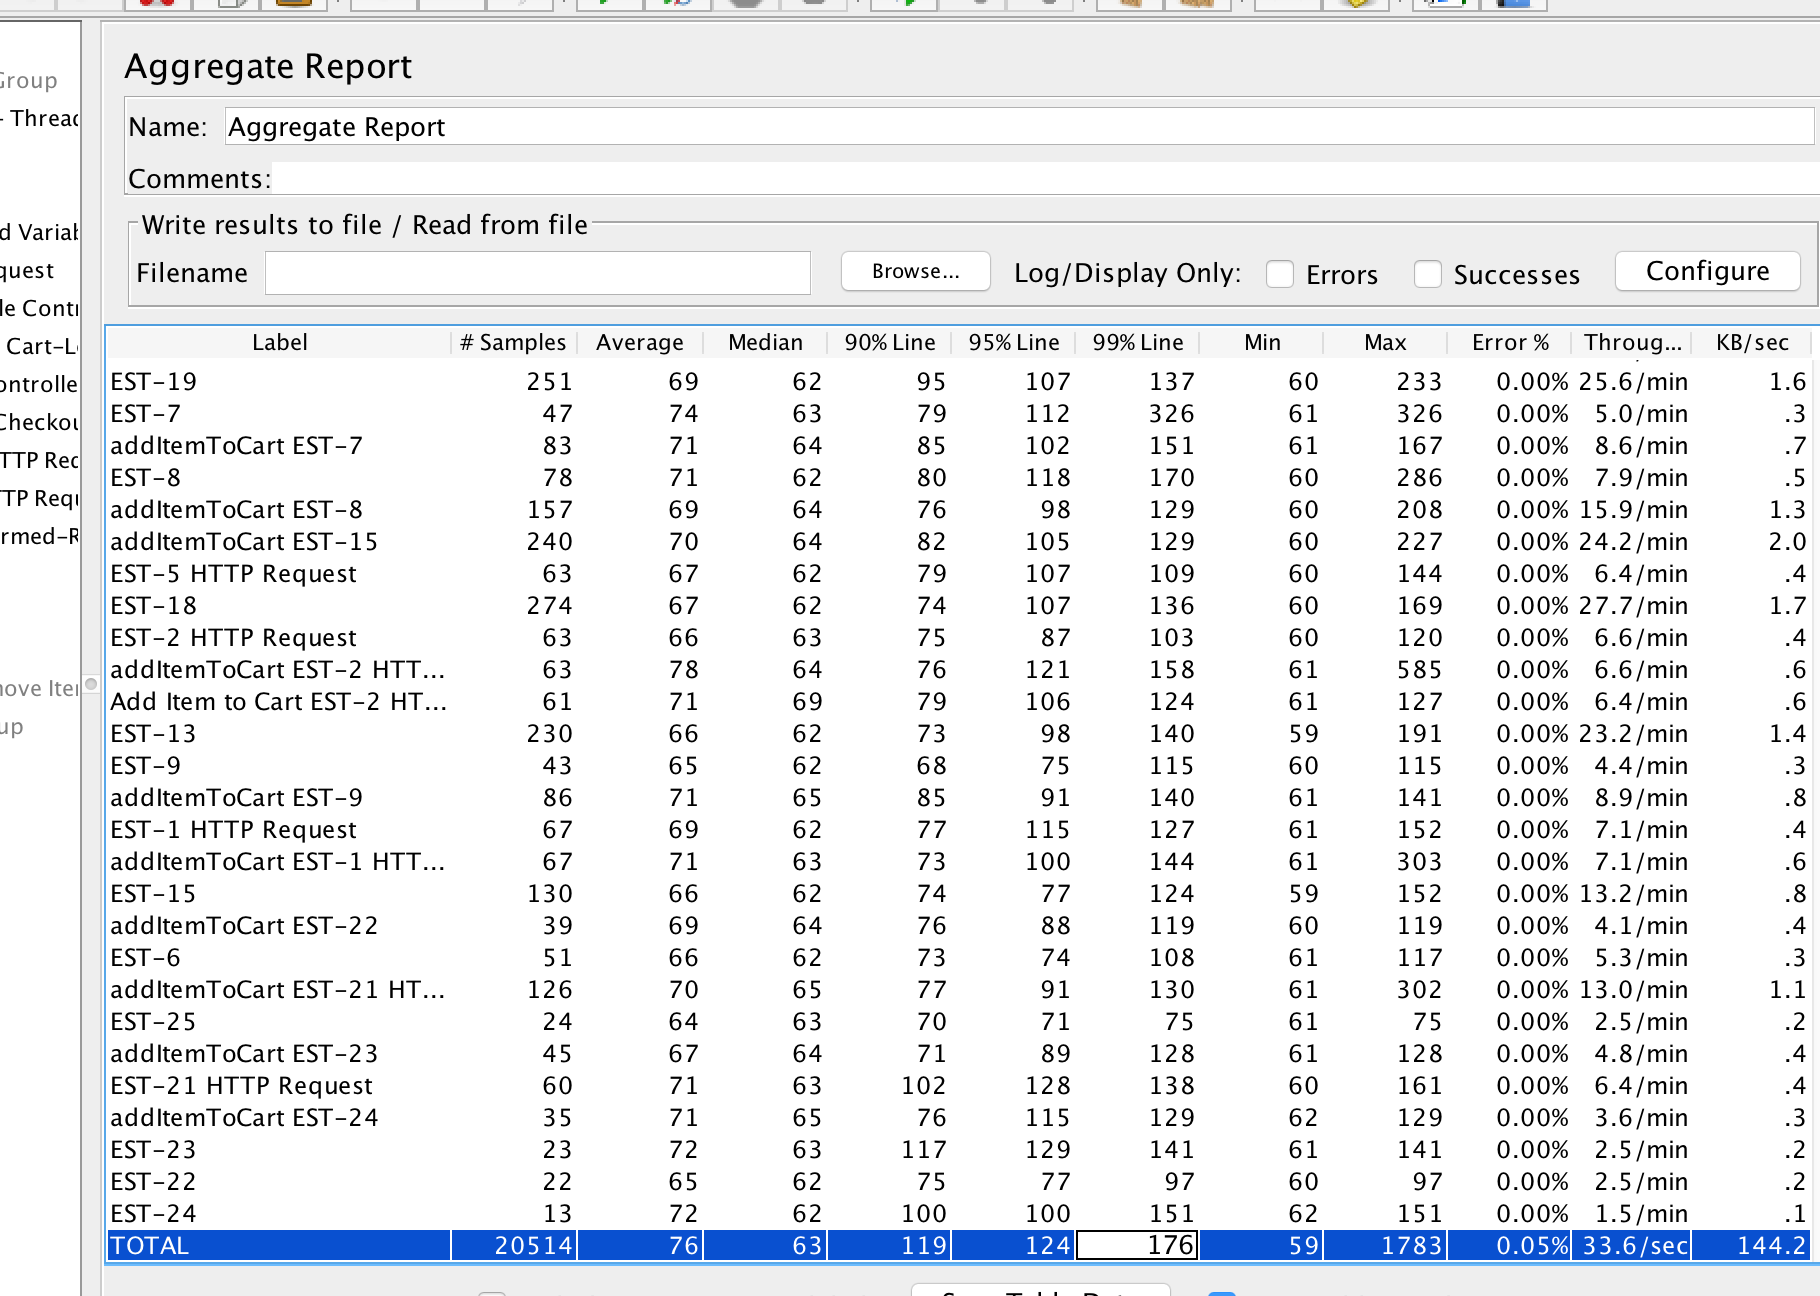 Aggregate Report
Group
- Thread
Name: Aggregate Report
Comments:
Write results to file / Read from file
Filename Browse... Log/Display Only: Errors Successes Configure
d Variab
quest
le Contr
Cart-Lo
ontrolle
Checkou
TTP Req
TP Requ
rmed-R
nove Iter
up
Label # Samples Average Median 90% Line 95% Line 99% Line Min Max Error % Throug... KB/sec
EST-19 251 69 62 95 107 137 60 233 0.00% 25.6/min 1.6
EST-7 47 74 63 79 112 326 61 326 0.00% 5.0/min .3
addItemToCart EST-7 83 71 64 85 102 151 61 167 0.00% 8.6/min .7
EST-8 78 71 62 80 118 170 60 286 0.00% 7.9/min .5
addItemToCart EST-8 157 69 64 76 98 129 60 208 0.00% 15.9/min 1.3
addItemToCart EST-15 240 70 64 82 105 129 60 227 0.00% 24.2/min 2.0
EST-5 HTTP Request 63 67 62 79 107 109 60 144 0.00% 6.4/min .4
EST-18 274 67 62 74 107 136 60 169 0.00% 27.7/min 1.7
EST-2 HTTP Request 63 66 63 75 87 103 60 120 0.00% 6.6/min .4
addItemToCart EST-2 HTT... 63 78 64 76 121 158 61 585 0.00% 6.6/min .6
Add Item to Cart EST-2 HT... 61 71 69 79 106 124 61 127 0.00% 6.4/min .6
EST-13 230 66 62 73 98 140 59 191 0.00% 23.2/min 1.4
EST-9 43 65 62 68 75 115 60 115 0.00% 4.4/min .3
addItemToCart EST-9 86 71 65 85 91 140 61 141 0.00% 8.9/min .8
EST-1 HTTP Request 67 69 62 77 115 127 61 152 0.00% 7.1/min .4
addItemToCart EST-1 HTT... 67 71 63 73 100 144 61 303 0.00% 7.1/min .6
EST-15 130 66 62 74 77 124 59 152 0.00% 13.2/min .8
addItemToCart EST-22 39 69 64 76 88 119 60 119 0.00% 4.1/min .4
EST-6 51 66 62 73 74 108 61 117 0.00% 5.3/min .3
addItemToCart EST-21 HT... 126 70 65 77 91 130 61 302 0.00% 13.0/min 1.1
EST-25 24 64 63 70 71 75 61 75 0.00% 2.5/min .2
addItemToCart EST-23 45 67 64 71 89 128 61 128 0.00% 4.8/min .4
EST-21 HTTP Request 60 71 63 102 128 138 60 161 0.00% 6.4/min .4
addItemToCart EST-24 35 71 65 76 115 129 62 129 0.00% 3.6/min .3
EST-23 23 72 63 117 129 141 61 141 0.00% 2.5/min .2
EST-22 22 65 62 75 77 97 60 97 0.00% 2.5/min .2
EST-24 13 72 62 100 100 151 62 151 0.00% 1.5/min .1
TOTAL 20514 76 63 119 124 176 59 1783 0.05% 33.6/sec 144.2